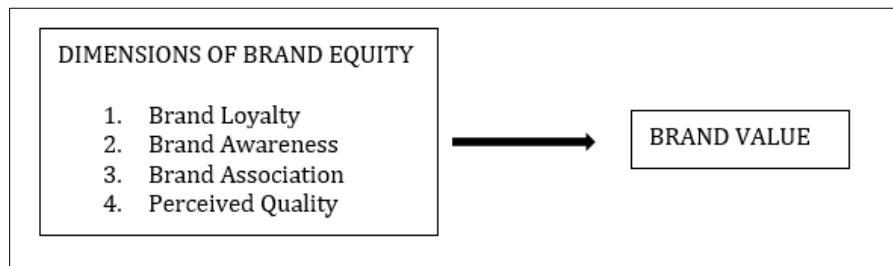 DIMENSIONS OF BRAND EQUITY
1. Brand Loyalty
2. Brand Awareness
3. Brand Association
4. Perceived Quality
BRAND VALUE